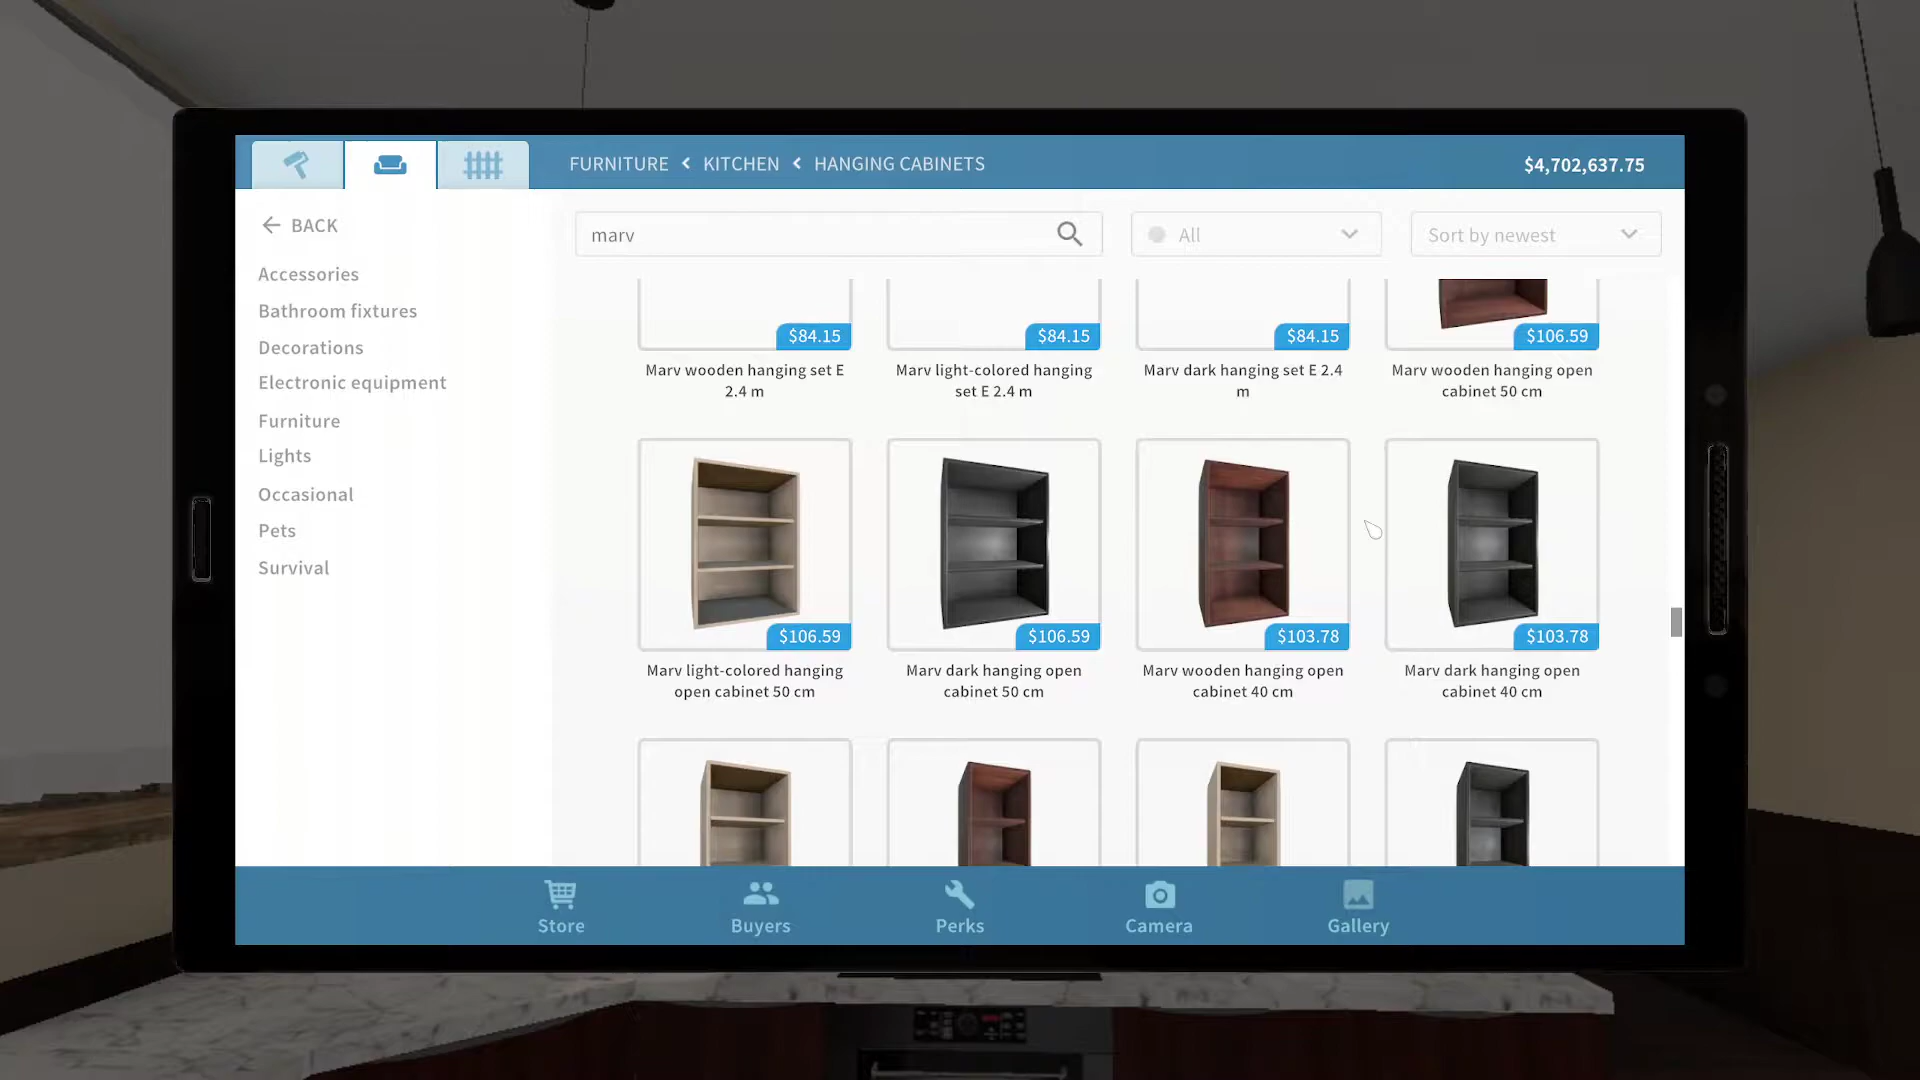 FURNITURE < KITCHEN < HANGING CABINETS
$4,702,637.75
BACK
Accessories
Bathroom fixtures
Decorations
Electronic equipment
Furniture
Lights
Occasional
Pets
Survival
marv
All
Sort by newest
$84.15
$84.15
$84.15
$106.59
Marv wooden hanging set E
2.4 m
Marv light-colored hanging
set E 2.4 m
Marv dark hanging set E 2.4
m
Marv wooden hanging open
cabinet 50 cm
$106.59
$106.59
$103.78
$103.78
Marv light-colored hanging
open cabinet 50 cm
Marv dark hanging open
cabinet 50 cm
Marv wooden hanging open
cabinet 40 cm
Marv dark hanging open
cabinet 40 cm
Store
Buyers
Perks
Camera
Gallery